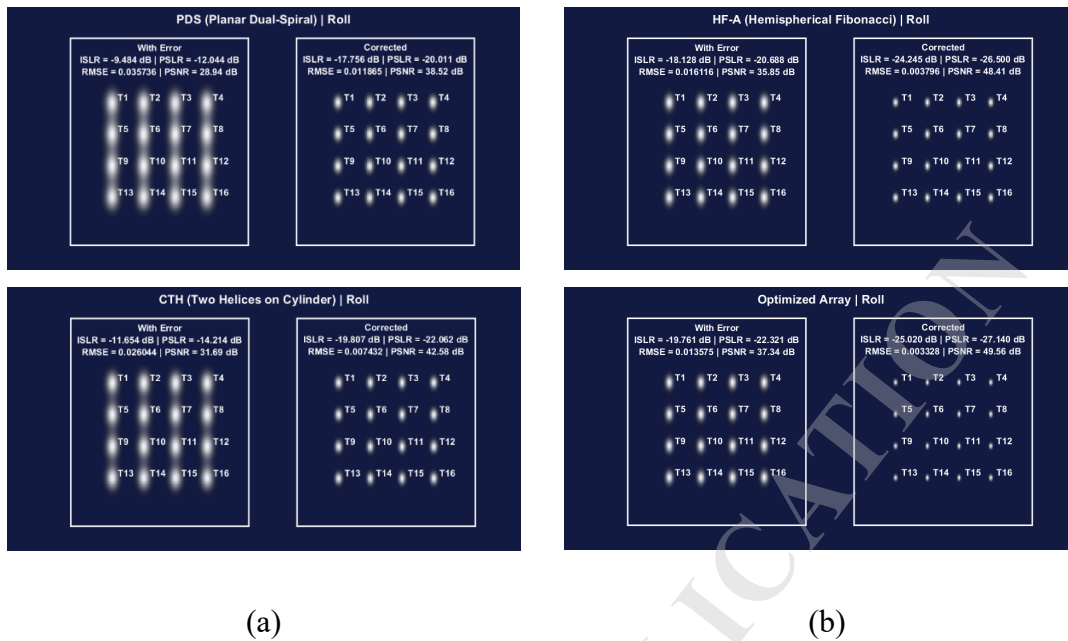 PDS (Planar Dual-Spiral) | Roll
With Error
ISLR = -9.484 dB | PSLR = -12.044 dB
RMSE = 0.035736 | PSNR = 28.94 dB
T1 T2 T3 T4
T5 T6 T7 T8
T9 T10 T11 T12
T13 T14 T15 T16
Corrected
ISLR = -17.756 dB | PSLR = -20.011 dB
RMSE = 0.011865 | PSNR = 38.52 dB
T1 T2 T3 T4
T5 T6 T7 T8
T9 T10 T11 T12
T13 T14 T15 T16
HF-A (Hemispherical Fibonacci) | Roll
With Error
ISLR = -18.128 dB | PSLR = -20.688 dB
RMSE = 0.016116 | PSNR = 35.85 dB
T1 T2 T3 T4
T5 T6 T7 T8
T9 T10 T11 T12
T13 T14 T15 T16
Corrected
ISLR = -24.245 dB | PSLR = -26.500 dB
RMSE = 0.003796 | PSNR = 48.41 dB
T1 T2 T3 T4
T5 T6 T7 T8
T9 T10 T11 T12
T13 T14 T15 T16
CTH (Two Helices on Cylinder) | Roll
With Error
ISLR = -11.654 dB | PSLR = -14.214 dB
RMSE = 0.026044 | PSNR = 31.69 dB
T1 T2 T3 T4
T5 T6 T7 T8
T9 T10 T11 T12
T13 T14 T15 T16
Corrected
ISLR = -19.807 dB | PSLR = -22.062 dB
RMSE = 0.007432 | PSNR = 42.58 dB
T1 T2 T3 T4
T5 T6 T7 T8
T9 T10 T11 T12
T13 T14 T15 T16
Optimized Array | Roll
With Error
ISLR = -19.761 dB | PSLR = -22.321 dB
RMSE = 0.013575 | PSNR = 37.34 dB
T1 T2 T3 T4
T5 T6 T7 T8
T9 T10 T11 T12
T13 T14 T15 T16
Corrected
ISLR = -25.020 dB | PSLR = -27.140 dB
RMSE = 0.003328 | PSNR = 49.56 dB
T1 T2 T3 T4
T5 T6 T7 T8
T9 T10 T11 T12
T13 T14 T15 T16
(a)
(b)
ICATION